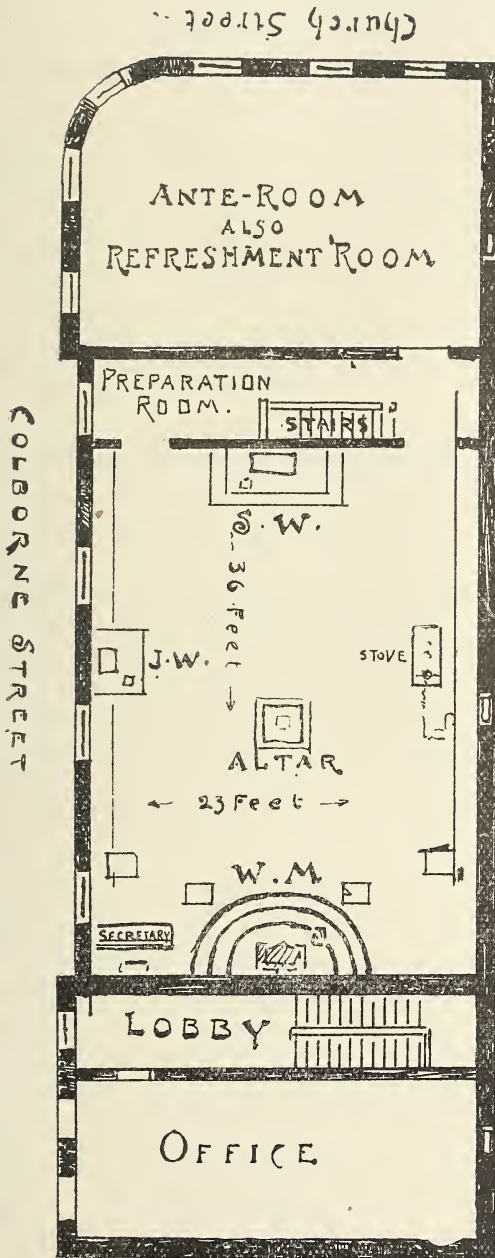 Church Street..
ANTE-ROOM
ALSO
REFRESHMENT ROOM
PREPARATION
ROOM.
STAIRS
S.W.
36 Feet
COLBORNE STREET
J.W.
STOVE
ALTAR
23 Feet
W.M
SECRETARY
LOBBY
OFFICE